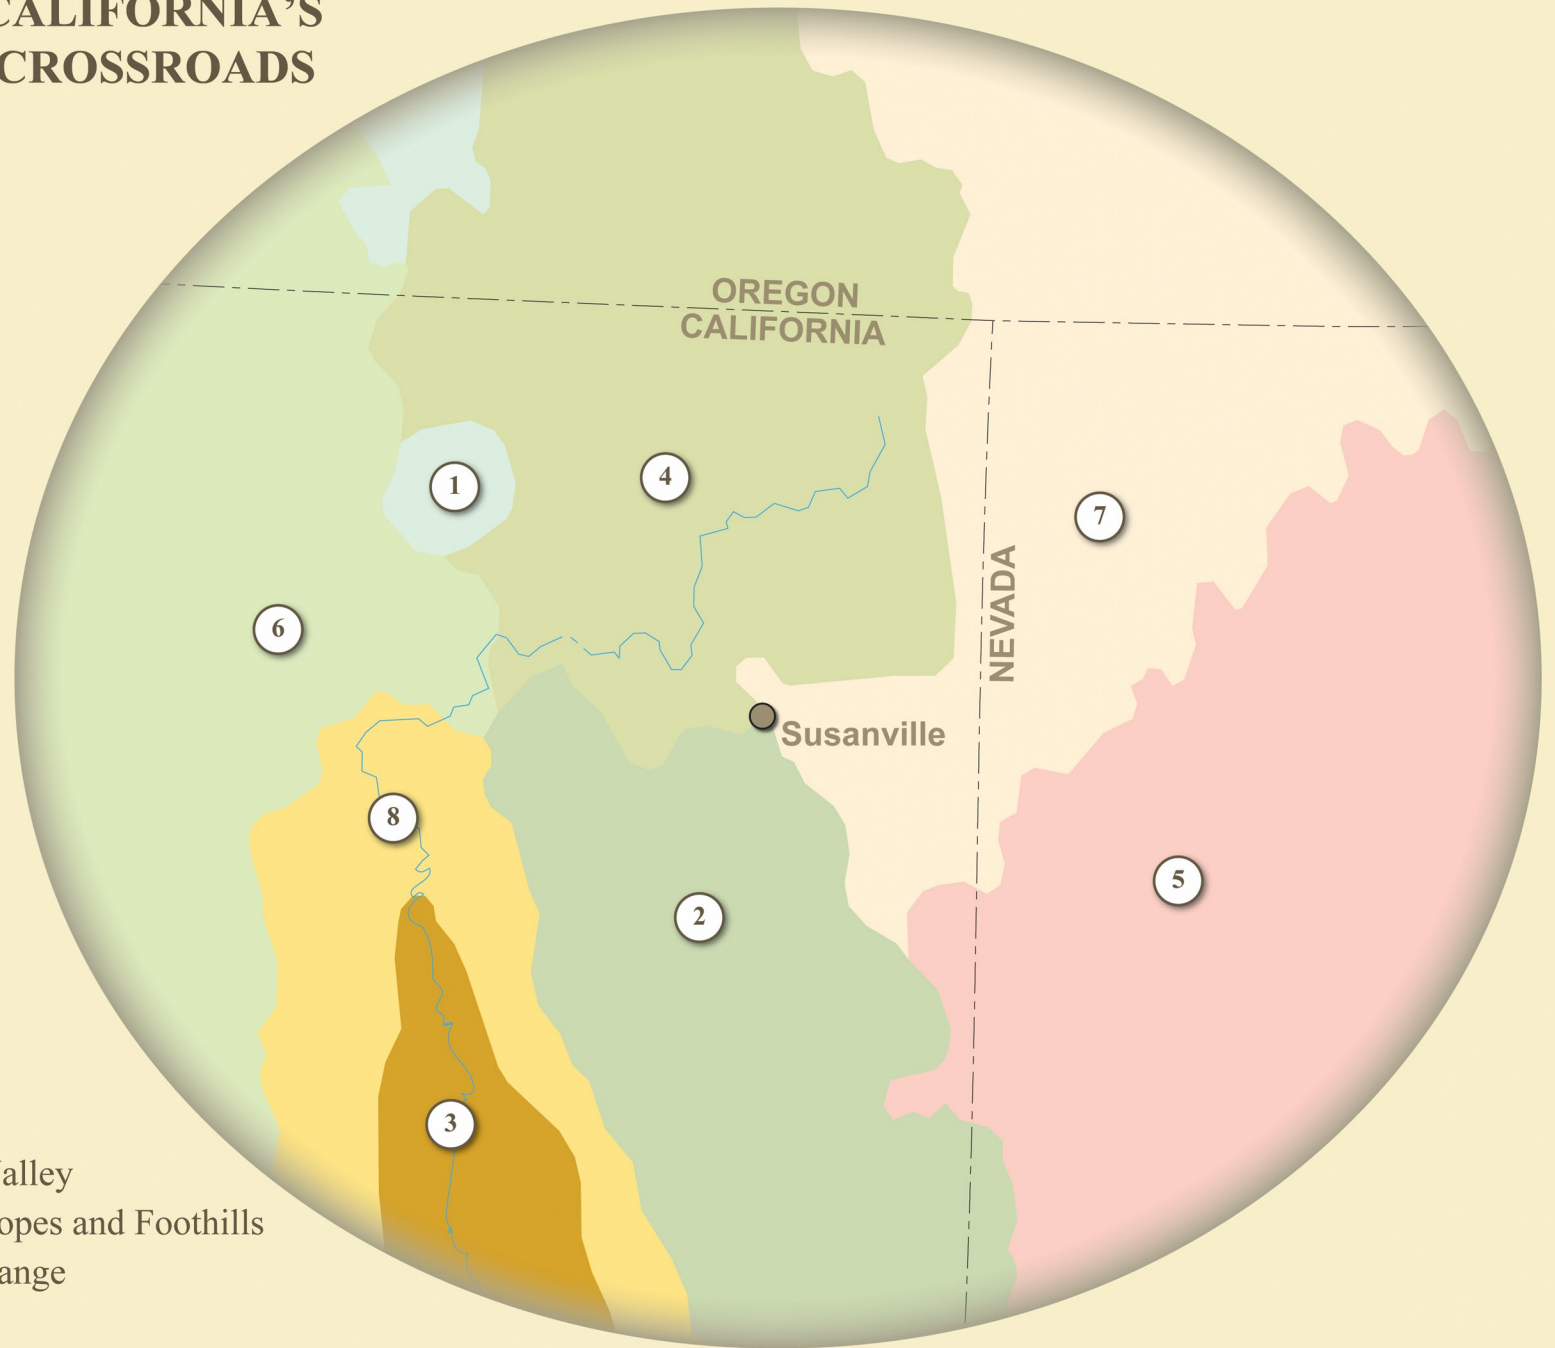 CALIFORNIA'S
CROSSROADS
OREGON
CALIFORNIA
1
4
7
NEVADA
6
Susanville
8
5
2
3
alley
opes and Foothills
ange